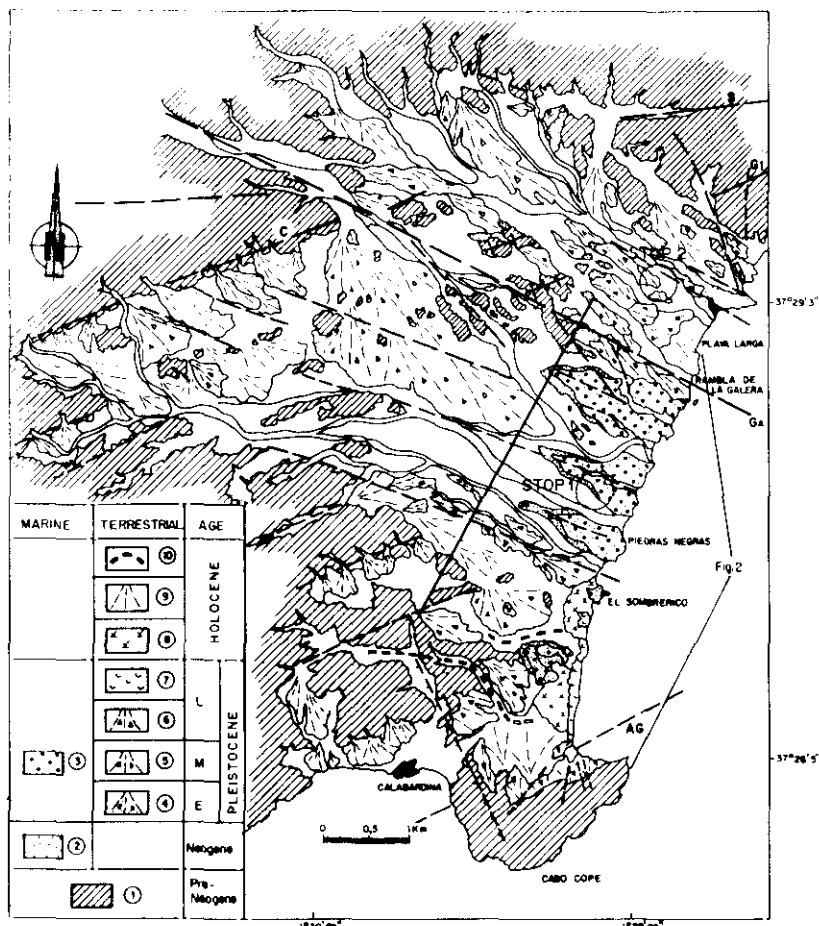 B
G1
C
STOP 2
37° 29' 3"
PLAYA LARGA
RAMBLA DE
LA GALERA
Ga
STOP 1
PIEDRAS NEGRAS
Fig.2
EL SOMBRERICO
AG
37° 26' 5"
CALABARDINA
0 0,5 1Km
CABO COPE
MARINE TERRESTRIAL AGE
10
9
8
HOLOCENE
7
6
L
5
M
3
4
E
PLEISTOCENE
2
Neogene
1
Pre-
Neogene